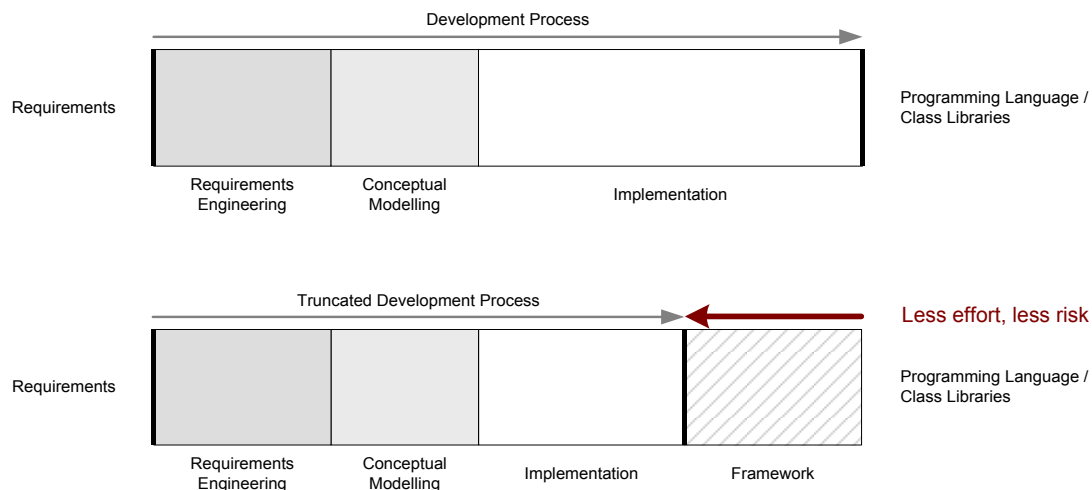 Development Process
Requirements
Programming Language /
Class Libraries
Requirements
Engineering
Conceptual
Modelling
Implementation
Truncated Development Process
Less effort, less risk
Requirements
Programming Language /
Class Libraries
Requirements
Engineering
Conceptual
Modelling
Implementation
Framework